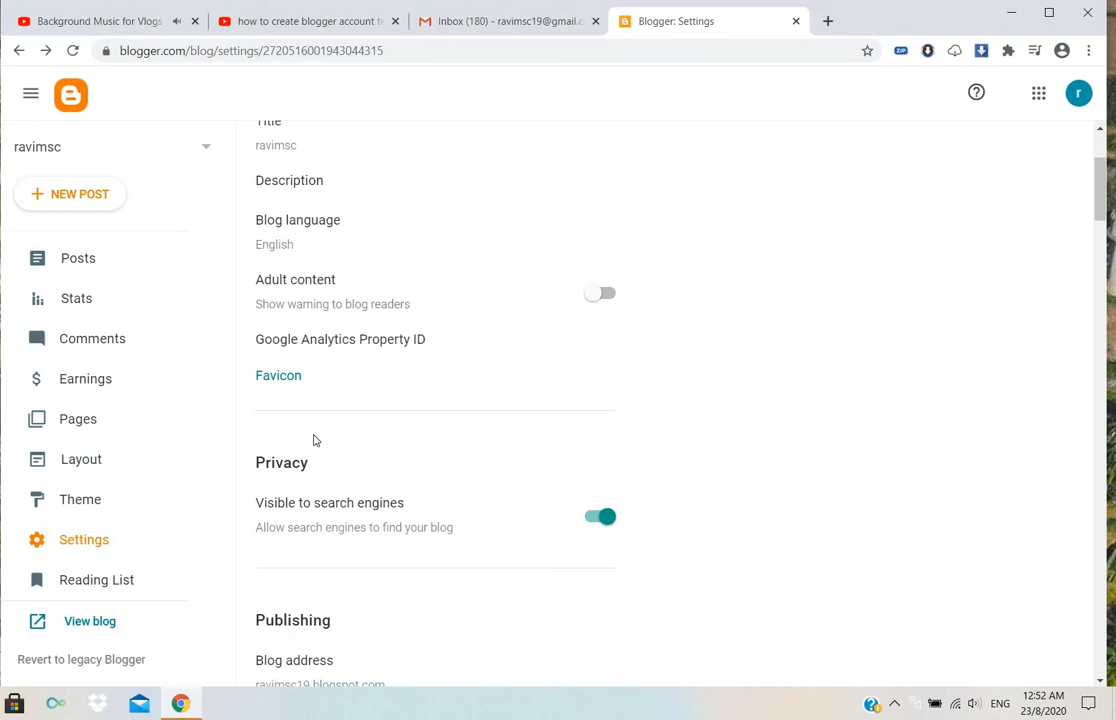 Background Music for Vlogs
how to create blogger account te
Inbox (180) - ravimsc19@gmail.c
Blogger: Settings
blogger.com/blog/settings/2720516001943044315
ZIP
r
ravimsc
NEW POST
Posts
Stats
Comments
Earnings
Pages
Layout
Theme
Settings
Reading List
View blog
Revert to legacy Blogger
Title
ravimsc
Description
Blog language
English
Adult content
Show warning to blog readers
Google Analytics Property ID
Favicon
Privacy
Visible to search engines
Allow search engines to find your blog
Publishing
Blog address
ravimsc19.blogspot.com
ENG
12:52 AM
23/8/2020